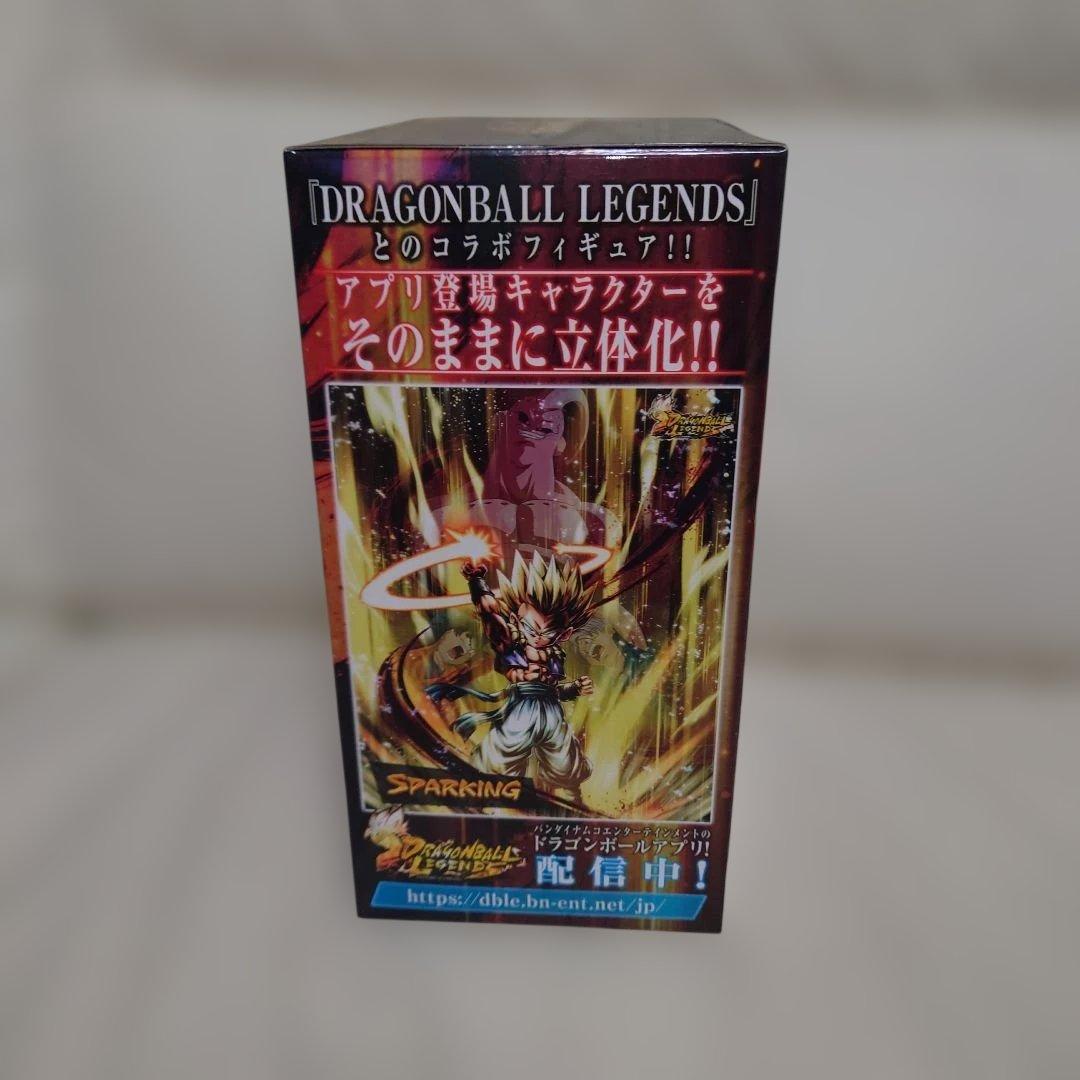 『DRAGONBALL LEGENDS』
とのコラボフィギュア!!
アプリ登場キャラクターを
そのままに立体化!!
DRAGONBALL
LEGENDS
SPARKING
DRAGONBALL
LEGENDS
バンダイナムコエンターテインメントの
ドラゴンボールアプリ!
配信中!
https://dble.bn-ent.net/jp/